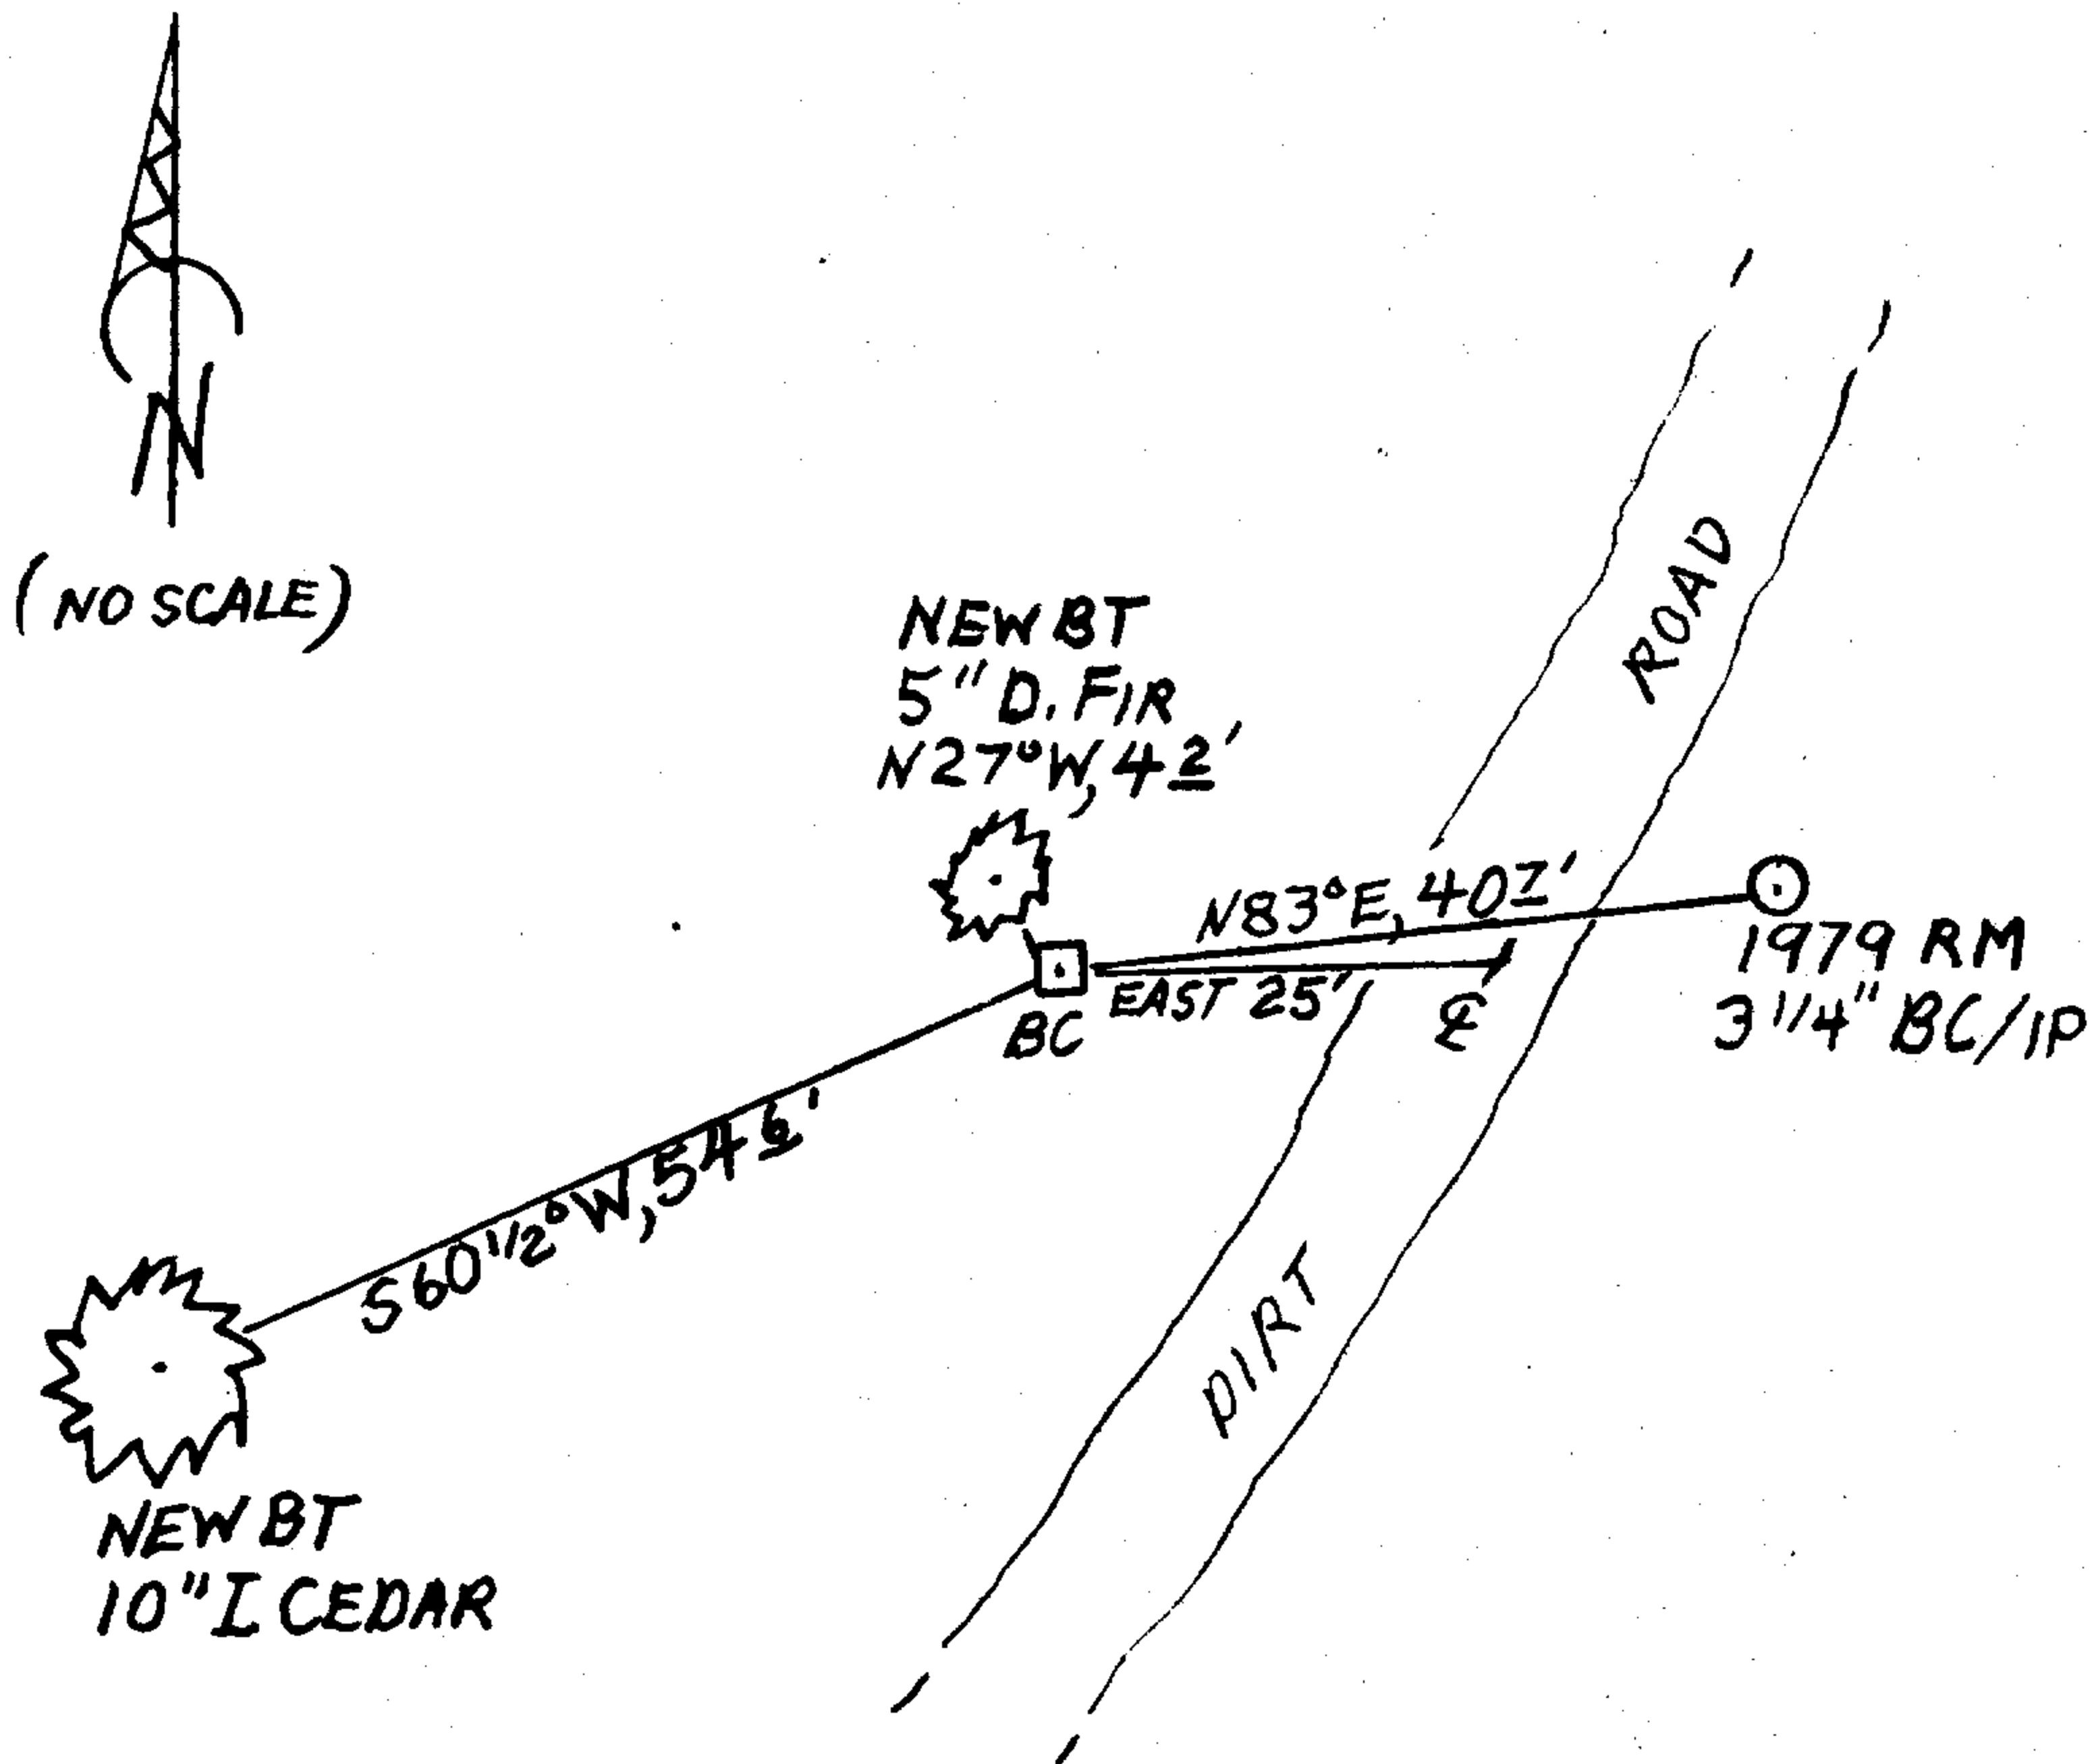 N
(NO SCALE)
NEW BT
5" D. FIR
N27°W, 42'
ROAD
N83°E, 407'
1979 RM
3 1/4" BC/IP
EAST 25'
℄
BC
S60 1/2°W, 546'
DIRT
NEW BT
10" I CEDAR